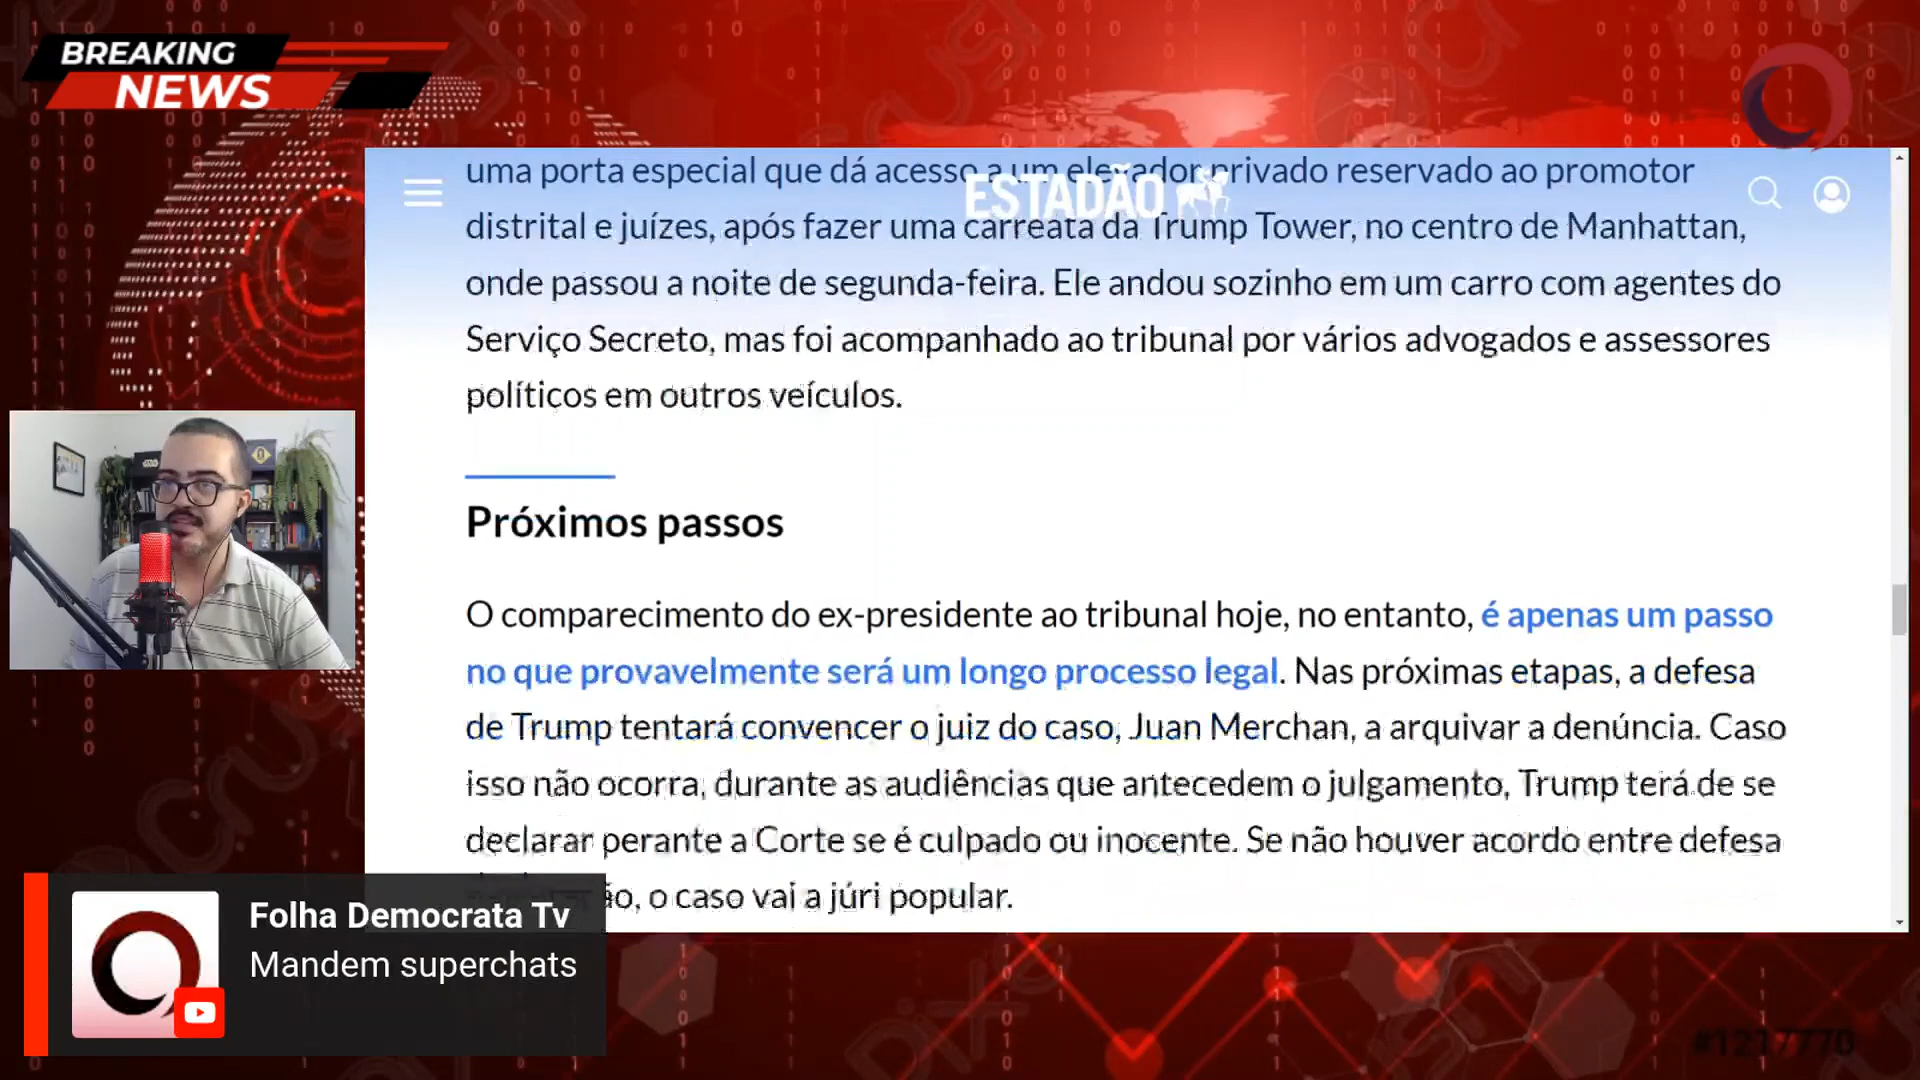 BREAKING
NEWS
uma porta especial que dá acesso a um elevador privado reservado ao promotor
ESTADÃO
distrital e juízes, após fazer uma carreata da Trump Tower, no centro de Manhattan,
onde passou a noite de segunda-feira. Ele andou sozinho em um carro com agentes do
Serviço Secreto, mas foi acompanhado ao tribunal por vários advogados e assessores
políticos em outros veículos.
Próximos passos
O comparecimento do ex-presidente ao tribunal hoje, no entanto, é apenas um passo
no que provavelmente será um longo processo legal. Nas próximas etapas, a defesa
de Trump tentará convencer o juiz do caso, Juan Merchan, a arquivar a denúncia. Caso
isso não ocorra, durante as audiências que antecedem o julgamento, Trump terá de se
declarar perante a Corte se é culpado ou inocente. Se não houver acordo entre defesa
o caso vai a júri popular.
Folha Democrata Tv
Mandem superchats
#1217770